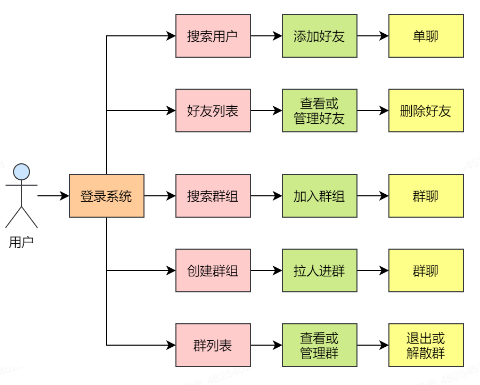 搜索用户
添加好友
单聊
好友列表
查看或
管理好友
删除好友
用户
登录系统
搜索群组
加入群组
群聊
创建群组
拉人进群
群聊
群列表
查看或
管理群
退出或
解散群